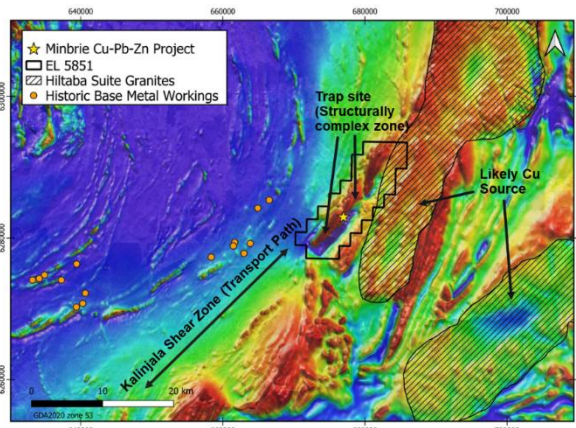 640000
660000
680000
700000
Minbrie Cu-Pb-Zn Project
EL 5851
Hiltaba Suite Granites
Historic Base Metal Workings
Trap site
(Structurally
complex zone)
Likely Cu
Source
6280000
6280000
Kalinjala Shear Zone (Transport Path)
0
10
20 km
GDA2020 zone 53